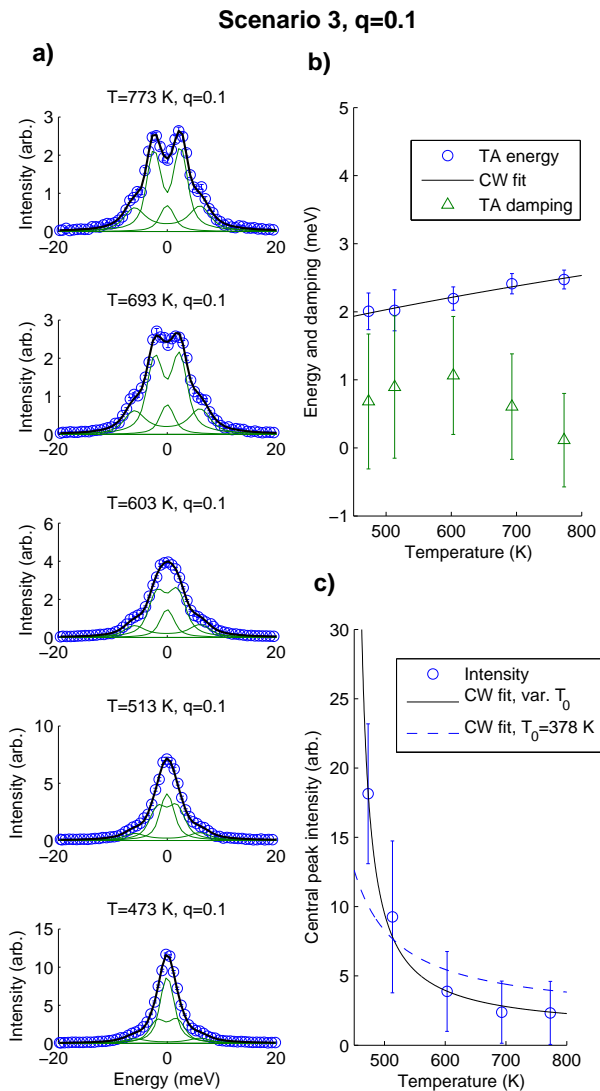 Scenario 3, q=0.1
a)
T=773 K, q=0.1
Intensity (arb.)
3
2
1
0
−20
0
20
T=693 K, q=0.1
Intensity (arb.)
3
2
1
0
−20
0
20
T=603 K, q=0.1
Intensity (arb.)
6
4
2
0
−20
0
20
T=513 K, q=0.1
Intensity (arb.)
10
5
0
−20
0
20
T=473 K, q=0.1
Intensity (arb.)
15
10
5
0
−20
0
20
Energy (meV)
b)
Energy and damping (meV)
5
4
3
2
1
0
−1
TA energy
CW fit
TA damping
500
600
700
800
Temperature (K)
c)
Central peak intensity (arb.)
30
25
20
15
10
5
0
Intensity
CW fit, var. T0
CW fit, T0=378 K
500
600
700
800
Temperature (K)